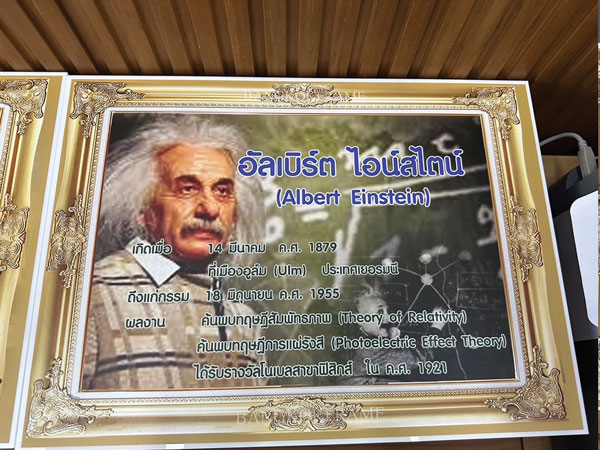 BANGKOK FRAME
อัลเบิร์ต ไอน์สไตน์
(Albert Einstein)
เกิดเมื่อ 14 มีนาคม ค.ศ. 1879
ที่เมืองอูล์ม (Ulm) ประเทศเยอรมนี
ถึงแก่กรรม 18 มิถุนายน ค.ศ. 1955
ผลงาน ค้นพบทฤษฎีสัมพัทธภาพ (Theory of Relativity)
ค้นพบทฤษฎีการแผ่รังสี (Photoelectric Effect Theory)
ได้รับรางวัลโนเบลสาขาฟิสิกส์ ใน ค.ศ. 1921
BANGKOK FRAME